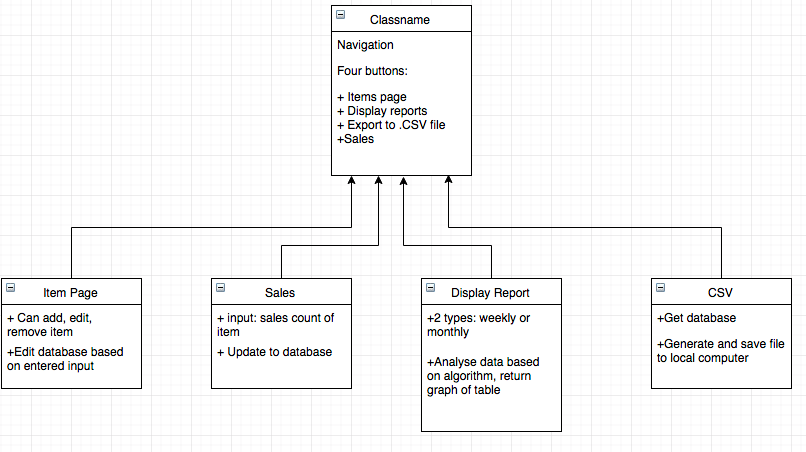 Classname
Navigation
Four buttons:
+ Items page
+ Display reports
+ Export to .CSV file
+Sales
Item Page
+ Can add, edit,
remove item
+Edit database based
on entered input
Sales
+ input: sales count of
item
+ Update to database
Display Report
+2 types: weekly or
monthly
+Analyse data based
on algorithm, return
graph of table
CSV
+Get database
+Generate and save file
to local computer